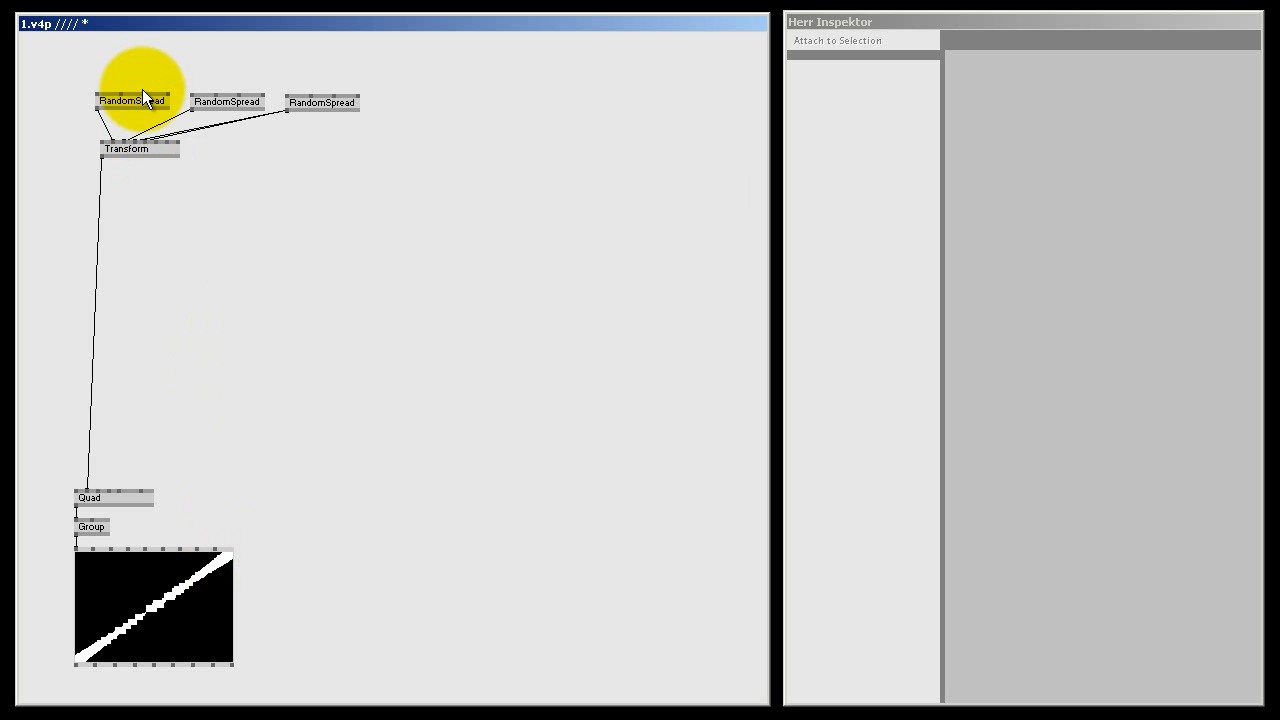 1.v4p //// *
Herr Inspektor
Attach to Selection
RandomSpread
RandomSpread
RandomSpread
Transform
Quad
Group